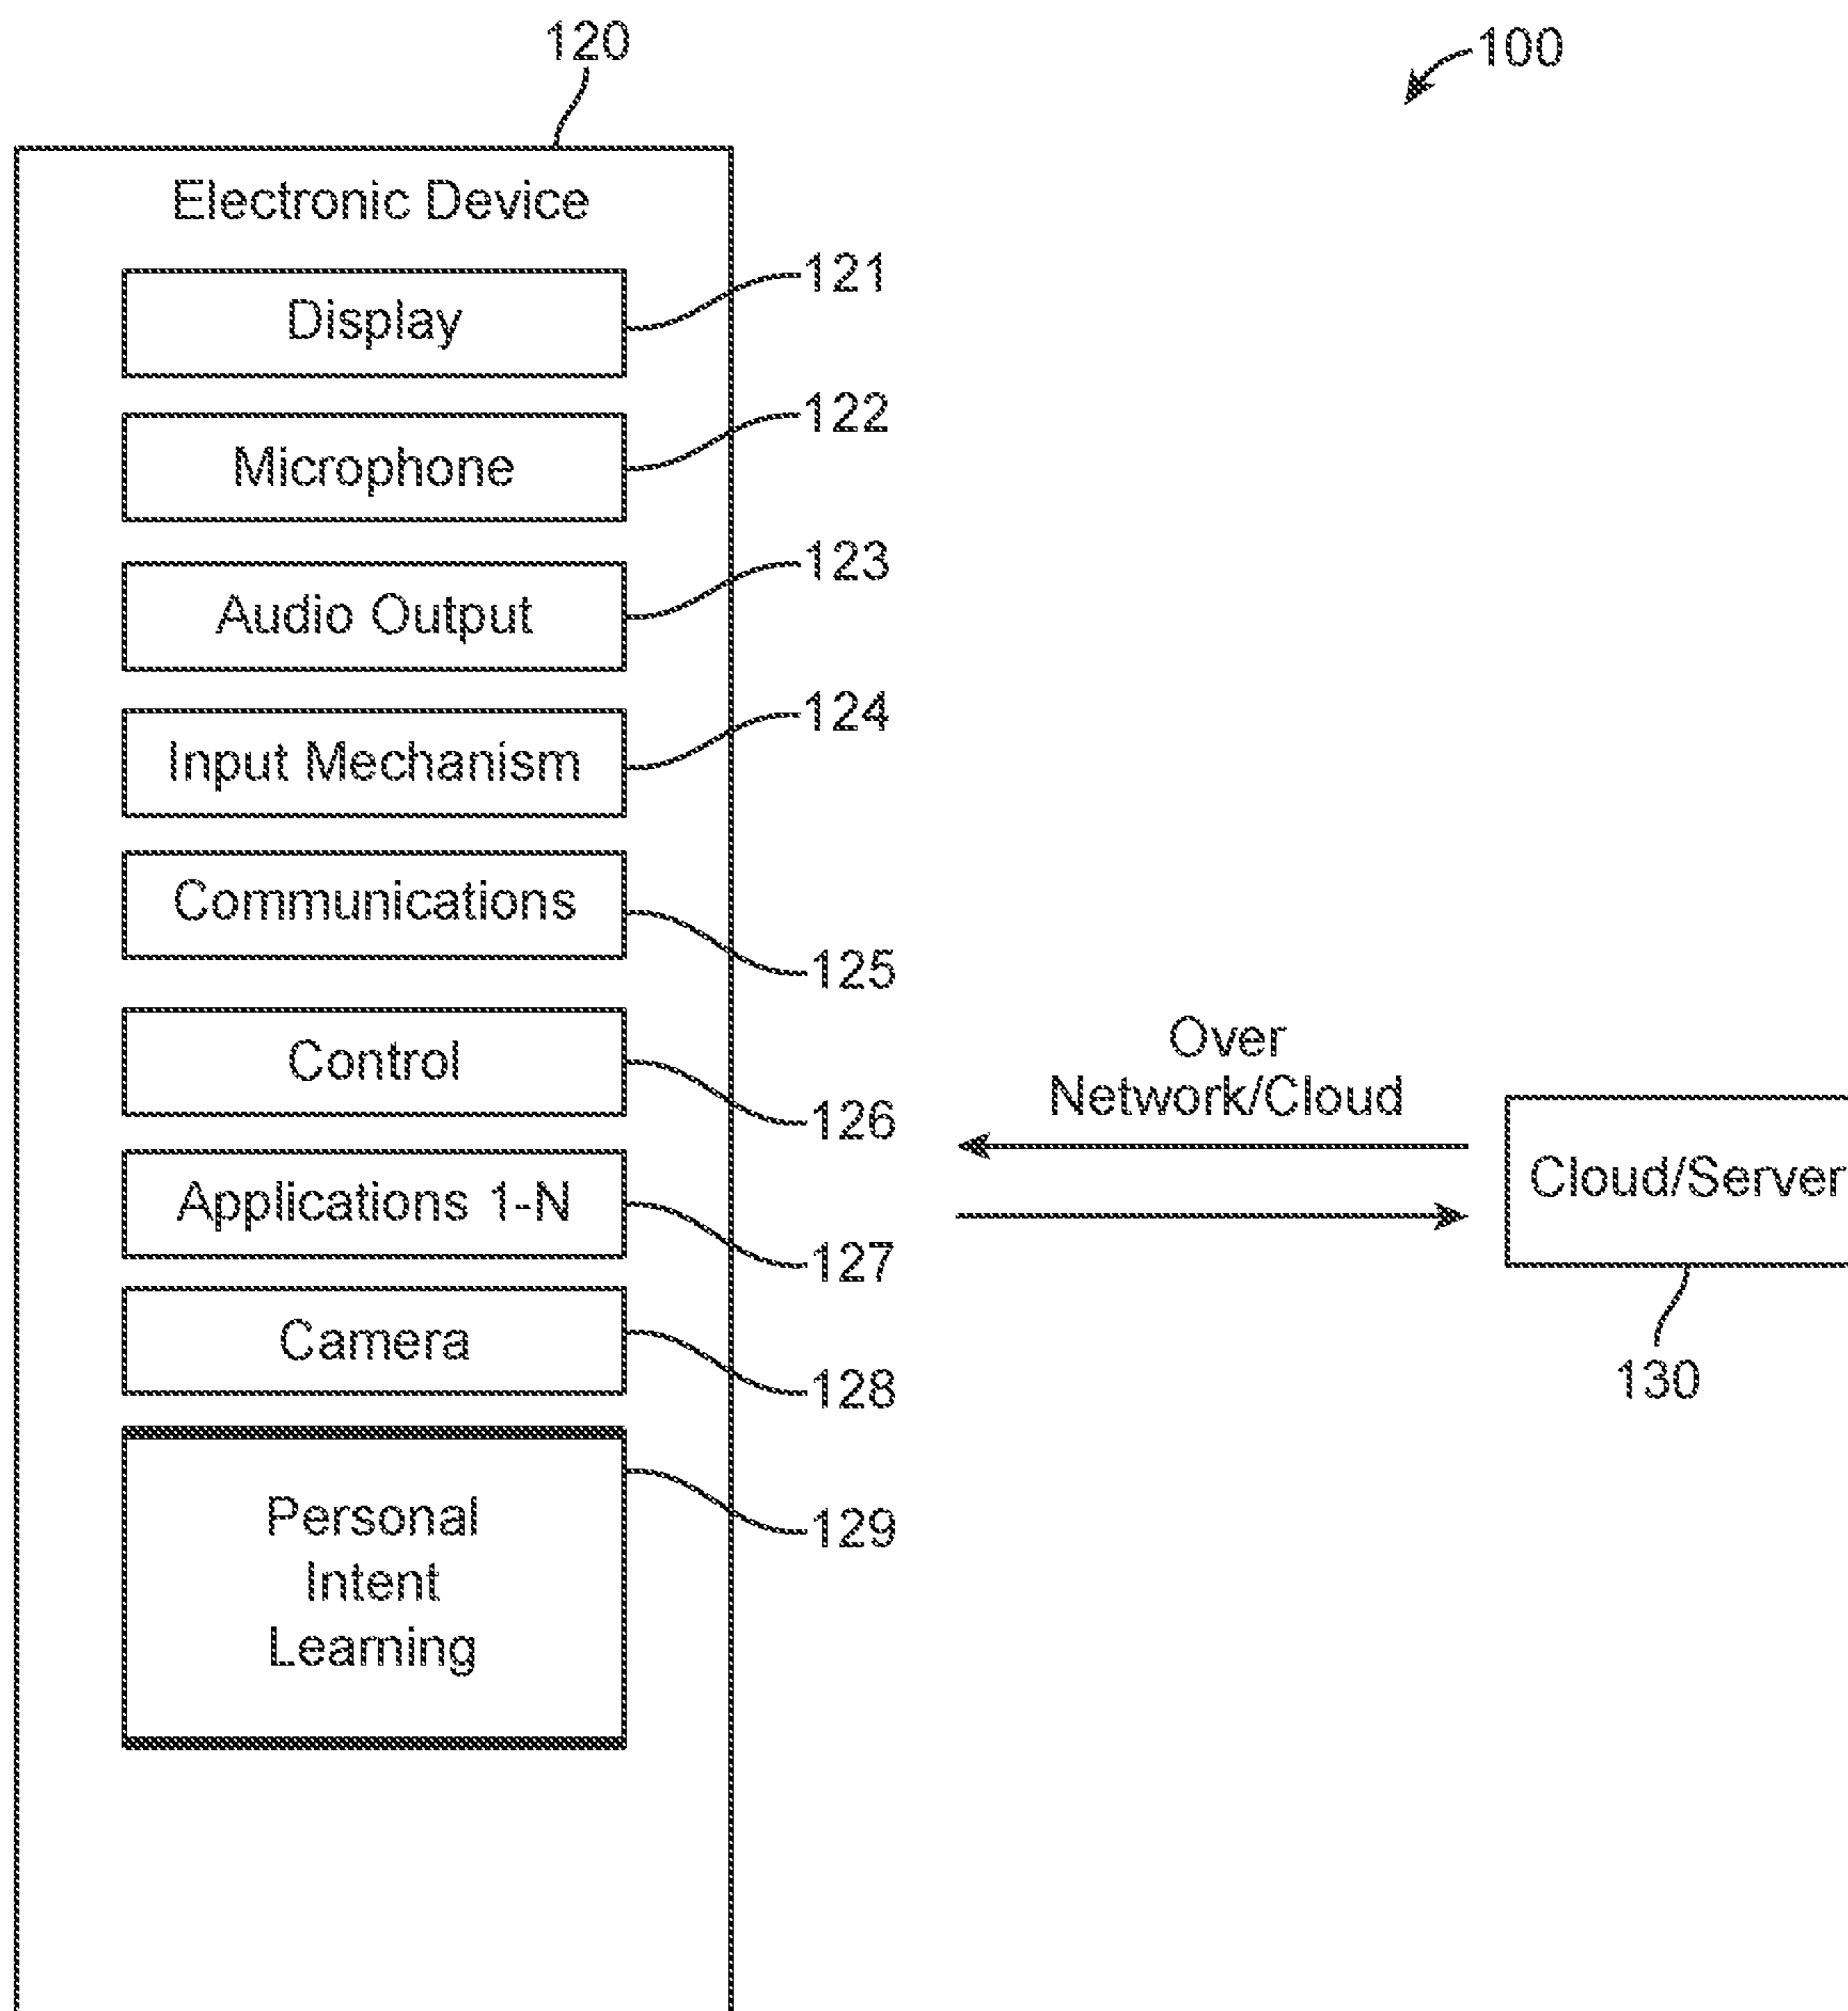 120
100
Electronic Device
Display
121
Microphone
122
Audio Output
123
Input Mechanism
124
Communications
125
Control
126
Applications 1-N
127
Camera
128
Personal
Intent
Learning
129
Over
Network/Cloud
Cloud/Server
130